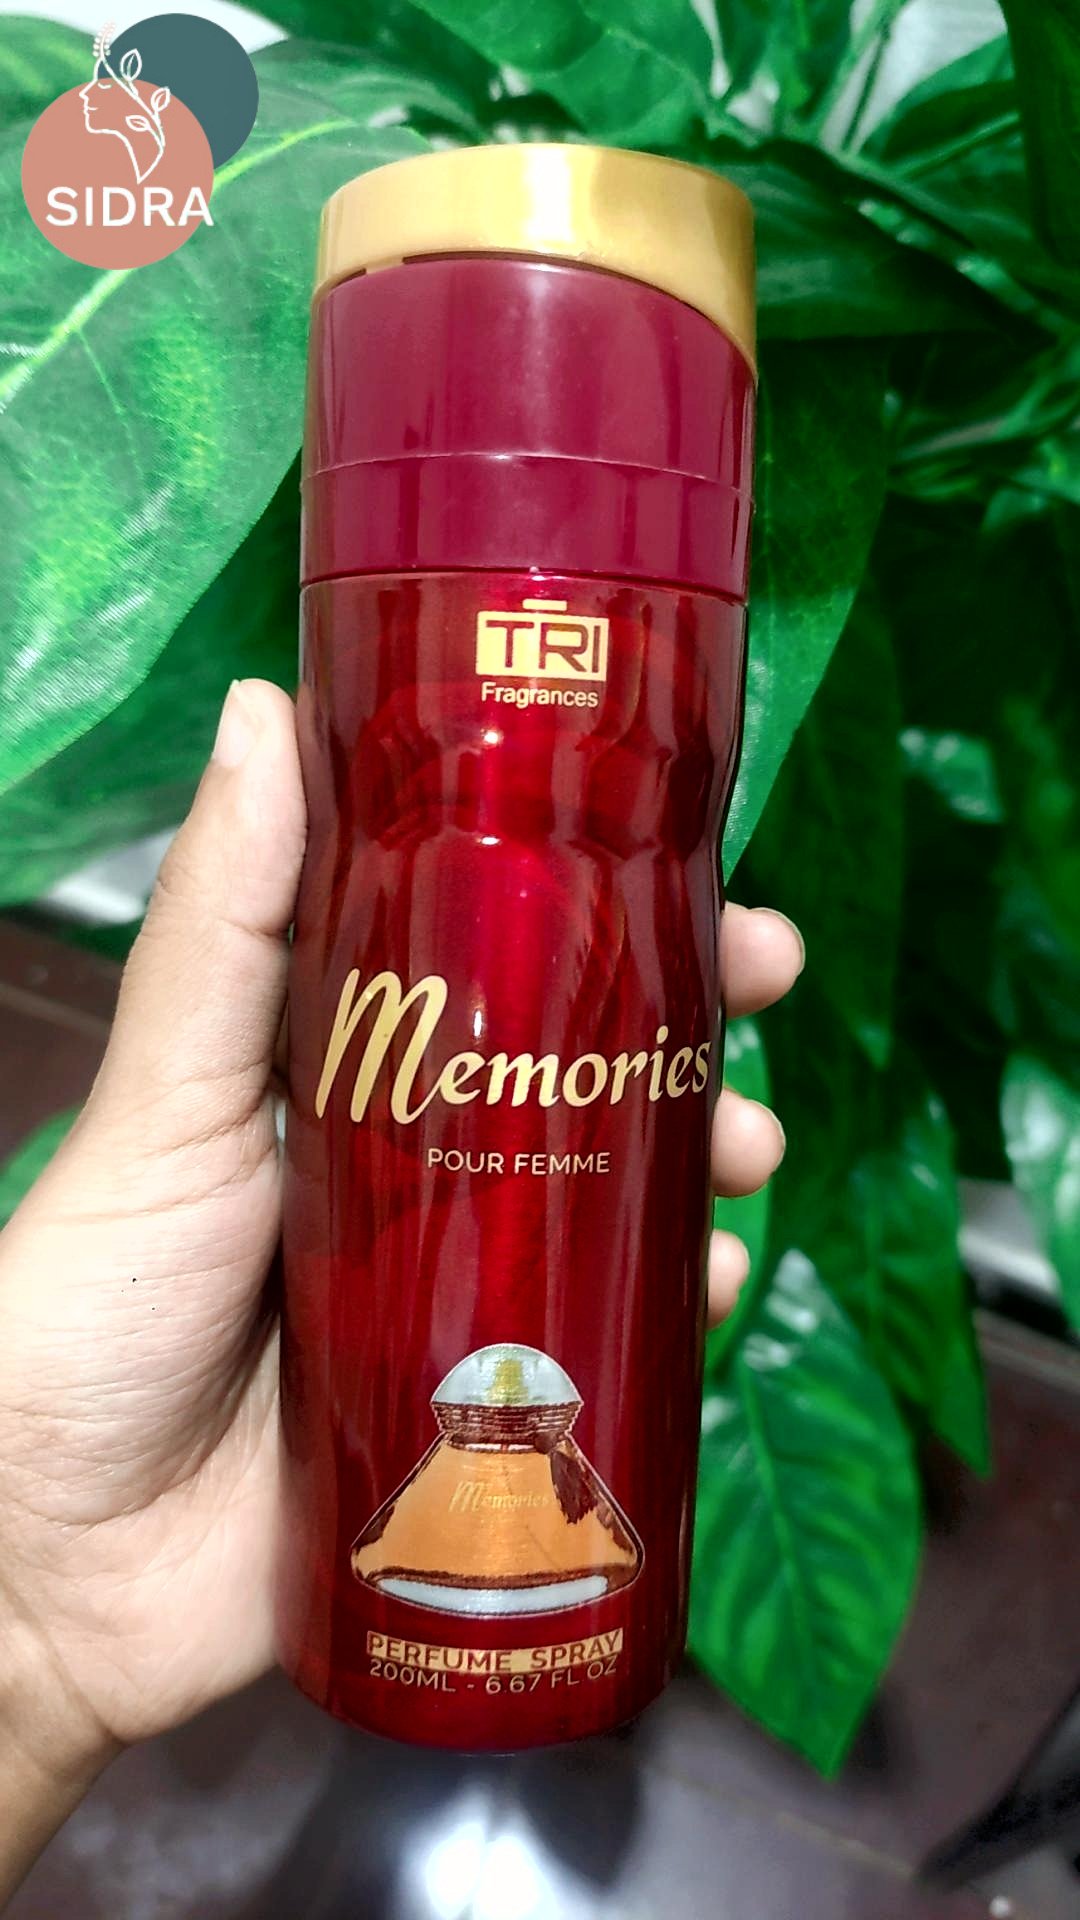 SIDRA
TRI
Fragrances
Memories
POUR FEMME
Memories
PERFUME SPRAY
200ML - 6.67 FL OZ